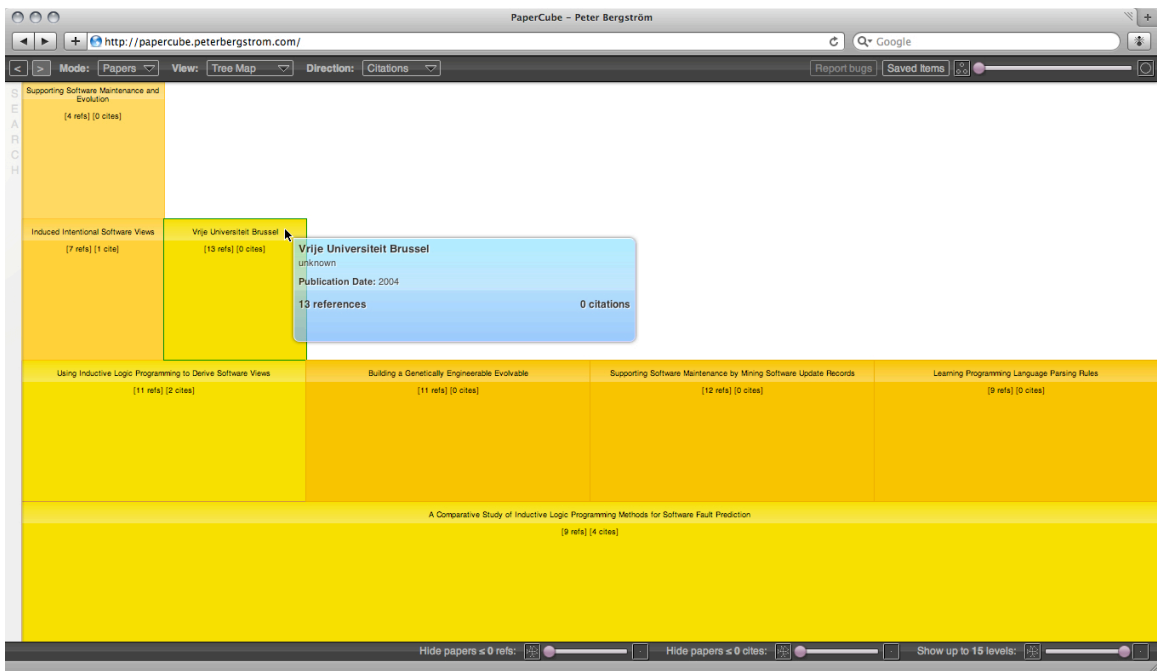 PaperCube – Peter Bergström
http://papercube.peterbergstrom.com/
Google
< > Mode: Papers View: Tree Map Direction: Citations Report bugs Saved Items
SEARCH
Supporting Software Maintenance and
Evolution
[4 refs] [0 cites]
Induced Intentional Software Views
[7 refs] [1 cite]
Vrije Universiteit Brussel
[13 refs] [0 cites]
Vrije Universiteit Brussel
unknown
Publication Date: 2004
13 references 0 citations
Using Inductive Logic Programming to Derive Software Views
[11 refs] [2 cites]
Building a Genetically Engineerable Evolvable
[11 refs] [0 cites]
Supporting Software Maintenance by Mining Software Update Records
[12 refs] [0 cites]
Learning Programming Language Parsing Rules
[9 refs] [0 cites]
A Comparative Study of Inductive Logic Programming Methods for Software Fault Prediction
[9 refs] [4 cites]
Hide papers ≤ 0 refs: Hide papers ≤ 0 cites: Show up to 15 levels: